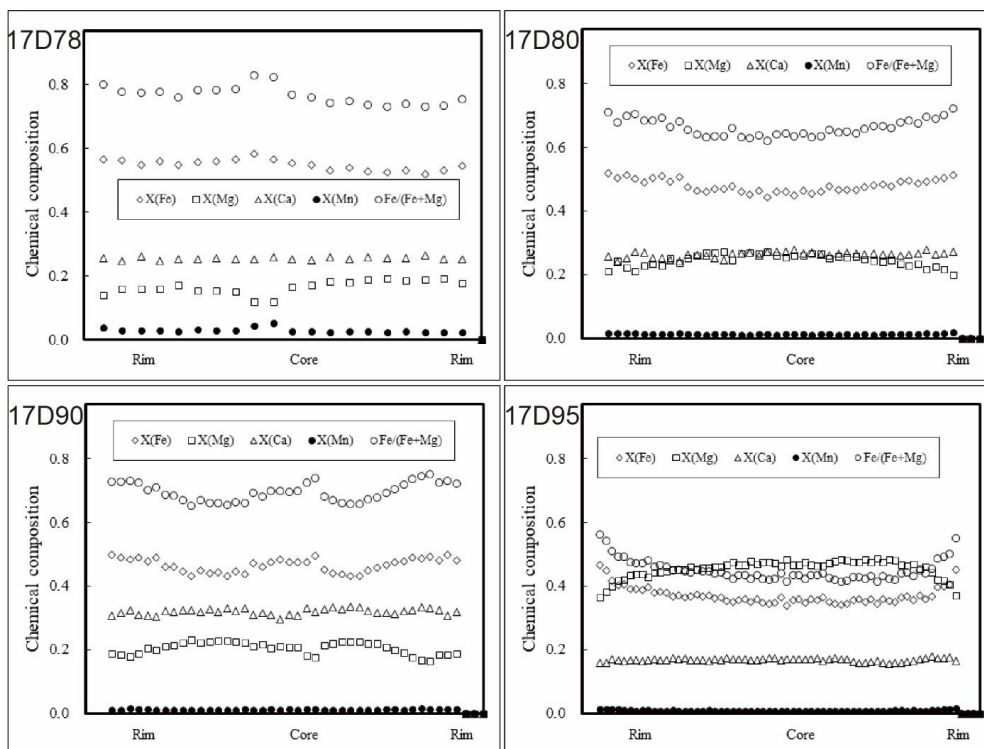 17D78
Chemical composition
0.8
0.6
0.4
0.2
0.0
X(Fe) X(Mg) X(Ca) X(Mn) Fe/(Fe+Mg)
Rim Core Rim
17D80
Chemical composition
0.8
0.6
0.4
0.2
0.0
X(Fe) X(Mg) X(Ca) X(Mn) Fe/(Fe+Mg)
Rim Core Rim
17D90
Chemical composition
0.8
0.6
0.4
0.2
0.0
X(Fe) X(Mg) X(Ca) X(Mn) Fe/(Fe+Mg)
Rim Core Rim
17D95
Chemical composition
0.8
0.6
0.4
0.2
0.0
X(Fe) X(Mg) X(Ca) X(Mn) Fe/(Fe+Mg)
Rim Core Rim